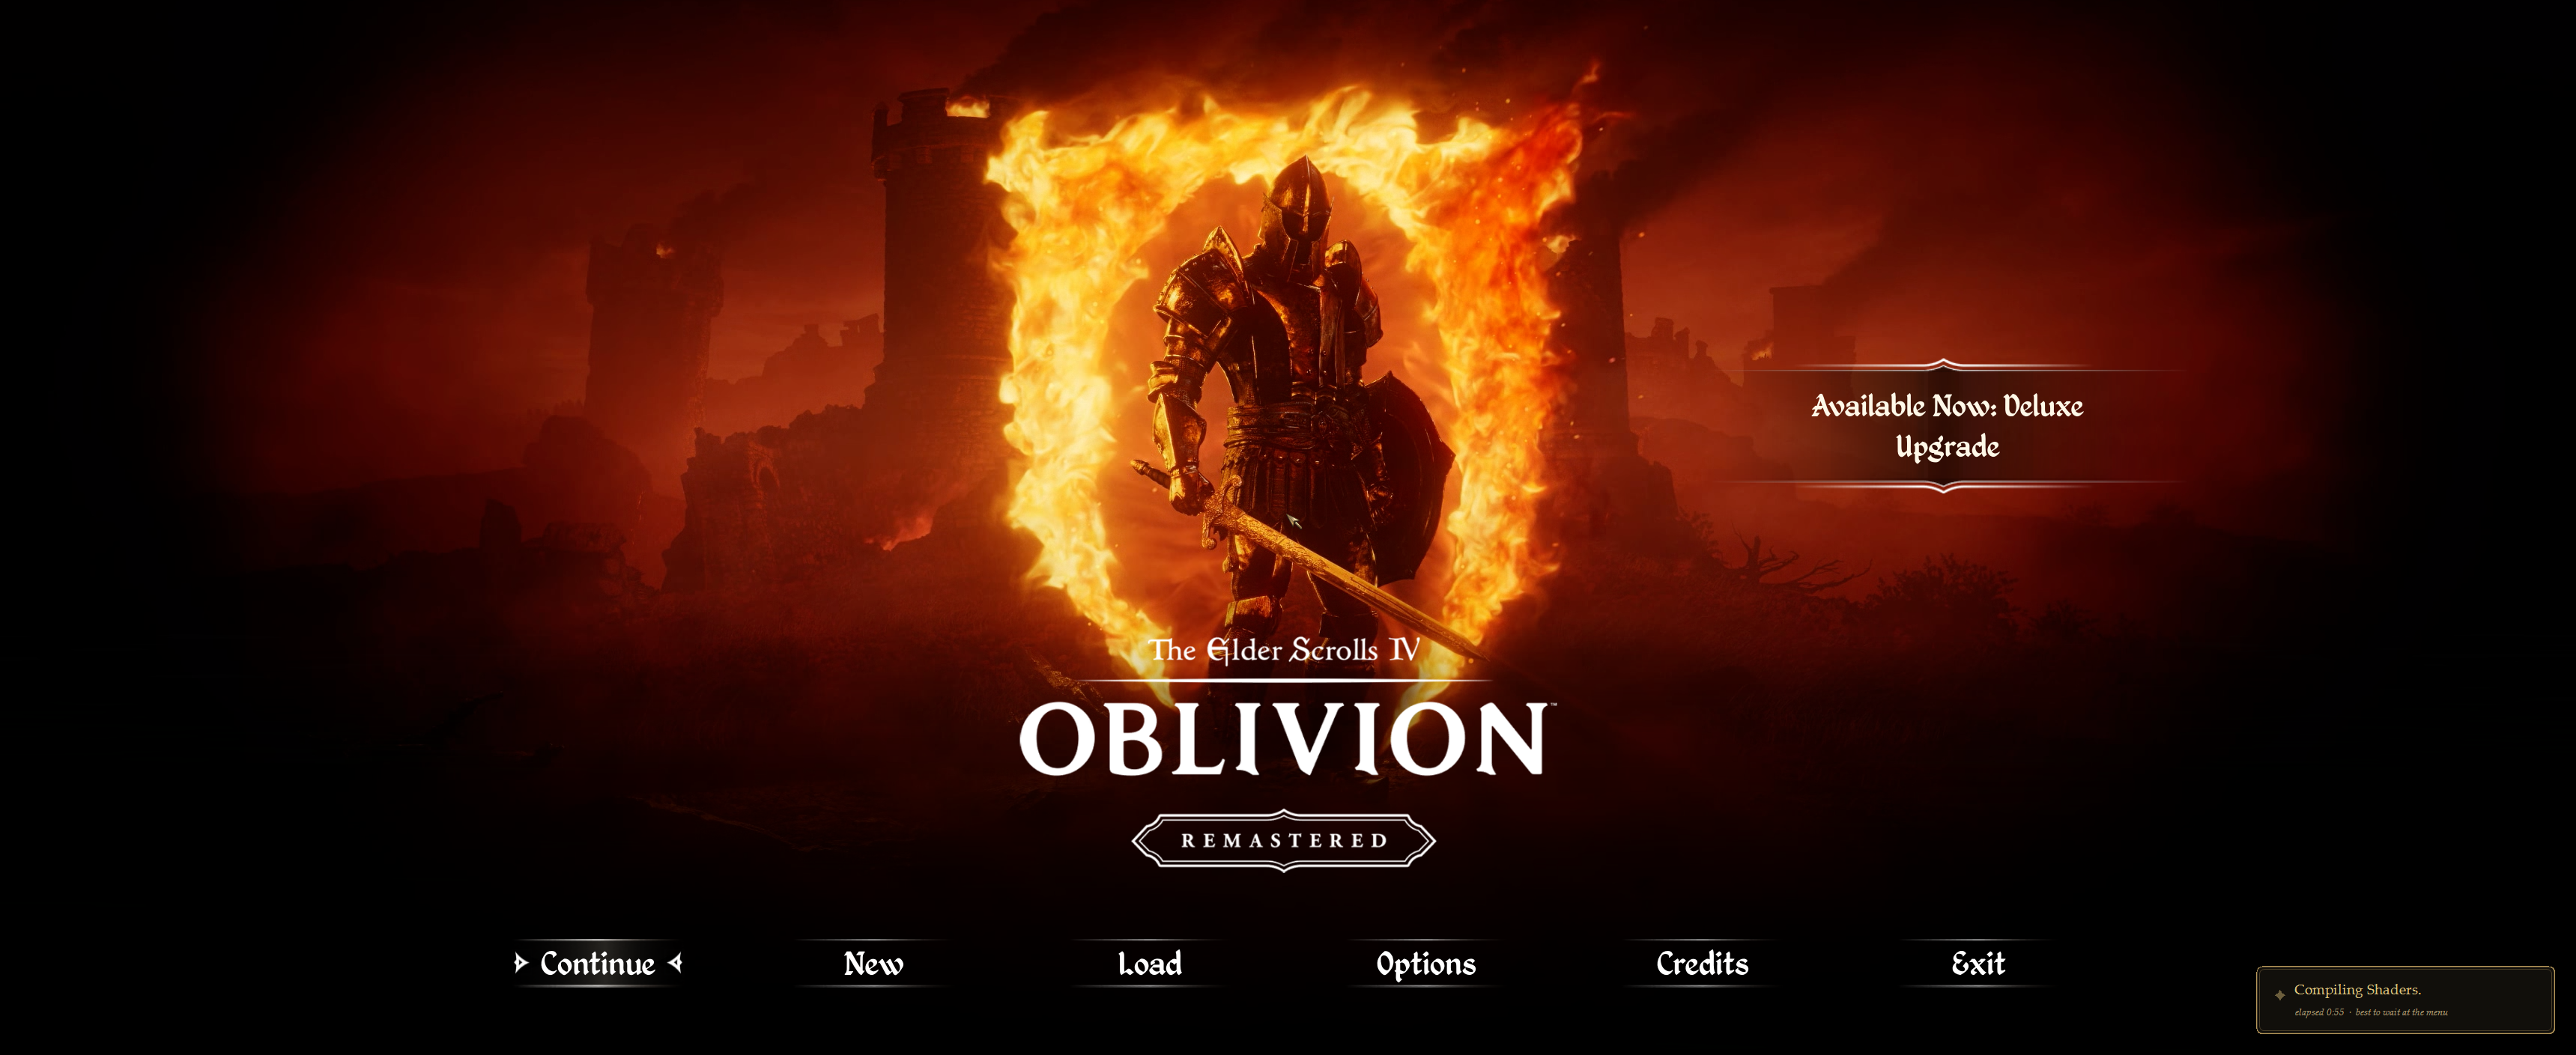 Available Now: Deluxe
Upgrade
The Elder Scrolls IV
OBLIVION™
REMASTERED
Continue
New
Load
Options
Credits
Exit
Compiling Shaders.
elapsed 0:55 · best to wait at the menu